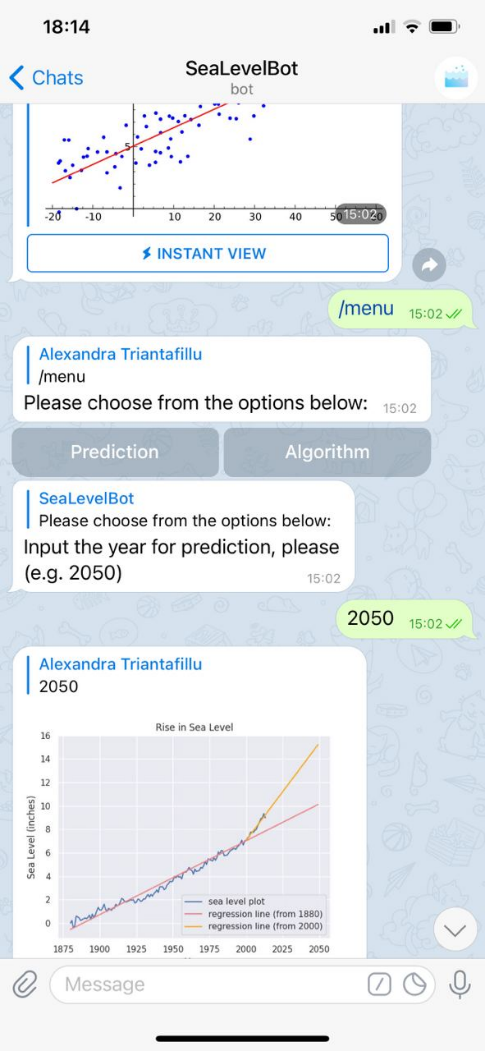 18:14
Chats
SeaLevelBot
bot
5
-20 -10 10 20 30 40 50
15:02
INSTANT VIEW
/menu 15:02
Alexandra Triantafillu
/menu
Please choose from the options below: 15:02
Prediction Algorithm
SeaLevelBot
Please choose from the options below:
Input the year for prediction, please
(e.g. 2050) 15:02
2050 15:02
Alexandra Triantafillu
2050
Rise in Sea Level
16
14
12
10
8
6
4
2
0
Sea Level (inches)
sea level plot
regression line (from 1880)
regression line (from 2000)
1875 1900 1925 1950 1975 2000 2025 2050
Message